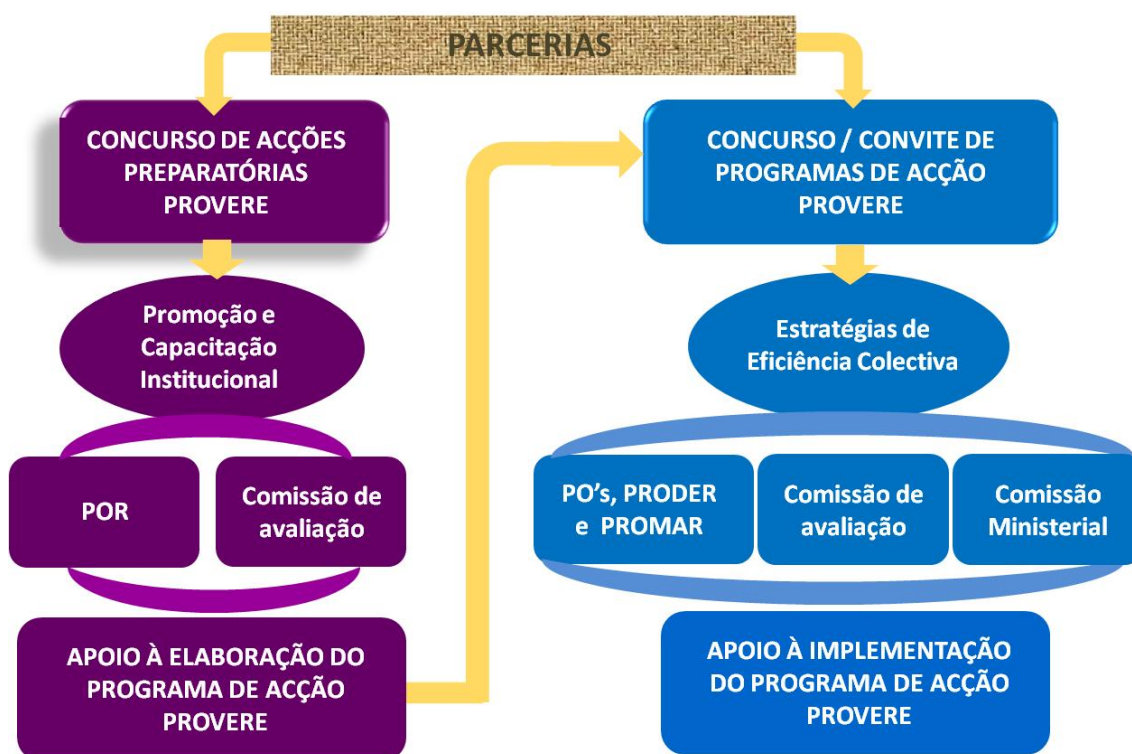 PARCERIAS
CONCURSO DE ACÇÕES
PREPARATÓRIAS
PROVERE
Promoção e
Capacitação
Institucional
POR
Comissão de
avaliação
APOIO À ELABORAÇÃO DO
PROGRAMA DE ACÇÃO
PROVERE
CONCURSO / CONVITE DE
PROGRAMAS DE ACÇÃO
PROVERE
Estratégias de
Eficiência Colectiva
PO's, PRODER
e PROMAR
Comissão de
avaliação
Comissão
Ministerial
APOIO À IMPLEMENTAÇÃO
DO PROGRAMA DE ACÇÃO
PROVERE